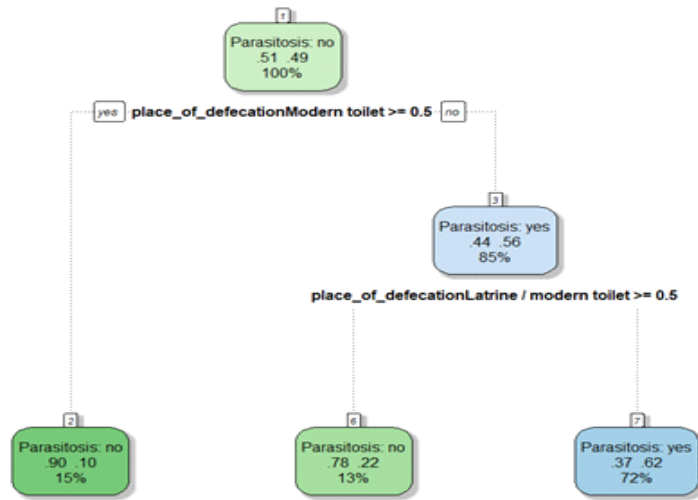 1
Parasitosis: no
.51 .49
100%
yes place_of_defecationModern toilet >= 0.5 no
3
Parasitosis: yes
.44 .56
85%
place_of_defecationLatrine / modern toilet >= 0.5
2
Parasitosis: no
.90 .10
15%
6
Parasitosis: no
.78 .22
13%
7
Parasitosis: yes
.37 .62
72%